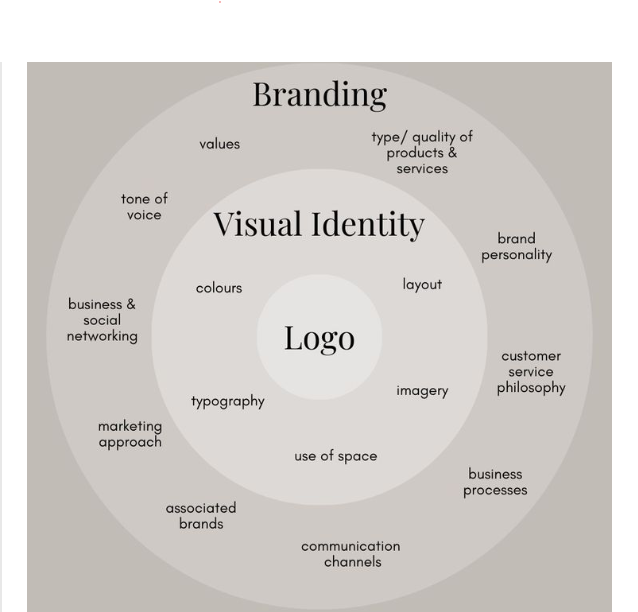 Branding
values
type/ quality of
products &
services
tone of
voice
Visual Identity
brand
personality
colours
layout
business &
social
networking
Logo
customer
service
philosophy
typography
imagery
marketing
approach
use of space
business
processes
associated
brands
communication
channels